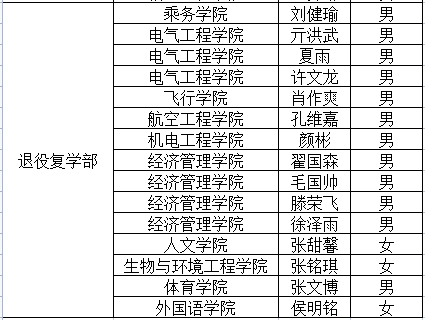 乘务学院 刘健瑜 男
电气工程学院 亓洪武 男
电气工程学院 夏雨 男
电气工程学院 许文龙 男
飞行学院 肖作爽 男
航空工程学院 孔维嘉 男
机电工程学院 颜彬 男
退役复学部 经济管理学院 翟国森 男
经济管理学院 毛国帅 男
经济管理学院 滕荣飞 男
经济管理学院 徐泽雨 男
人文学院 张甜馨 女
生物与环境工程学院 张铭琪 女
体育学院 张文博 男
外国语学院 侯明铭 女